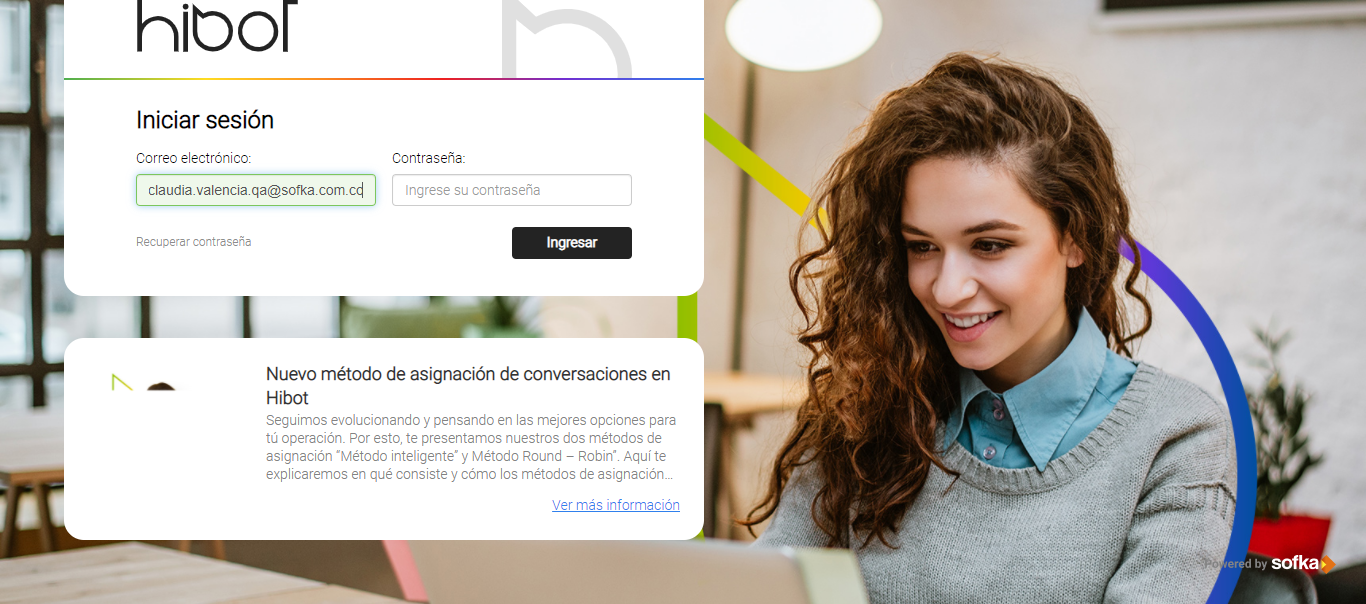 hibot
Iniciar sesión
Correo electrónico:
Contraseña:
claudia.valencia.qa@sofka.com.co
Ingrese su contraseña
Recuperar contraseña
Ingresar
Nuevo método de asignación de conversaciones en
Hibot
Seguimos evolucionando y pensando en las mejores opciones para
tú operación. Por esto, te presentamos nuestros dos métodos de
asignación “Método inteligente” y Método Round – Robin”. Aquí te
explicaremos en qué consiste y cómo los métodos de asignación...
Ver más información
Powered by sofka